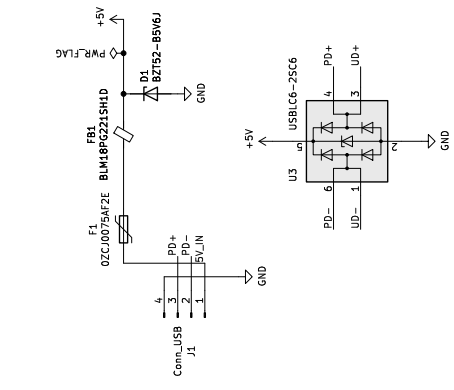 +5V
PWR_FLAG
D1
BZT52-B5V6J
GND
FB1
BLM18PG221SH1D
F1
0ZCJ0075AF2E
PD+
PD-
5V_IN
GND
4
3
2
1
Conn_USB
J1
USBLC6-2SC6
U3
PD+
UD+
4
3
+5V
5
2
GND
6
1
PD-
UD-